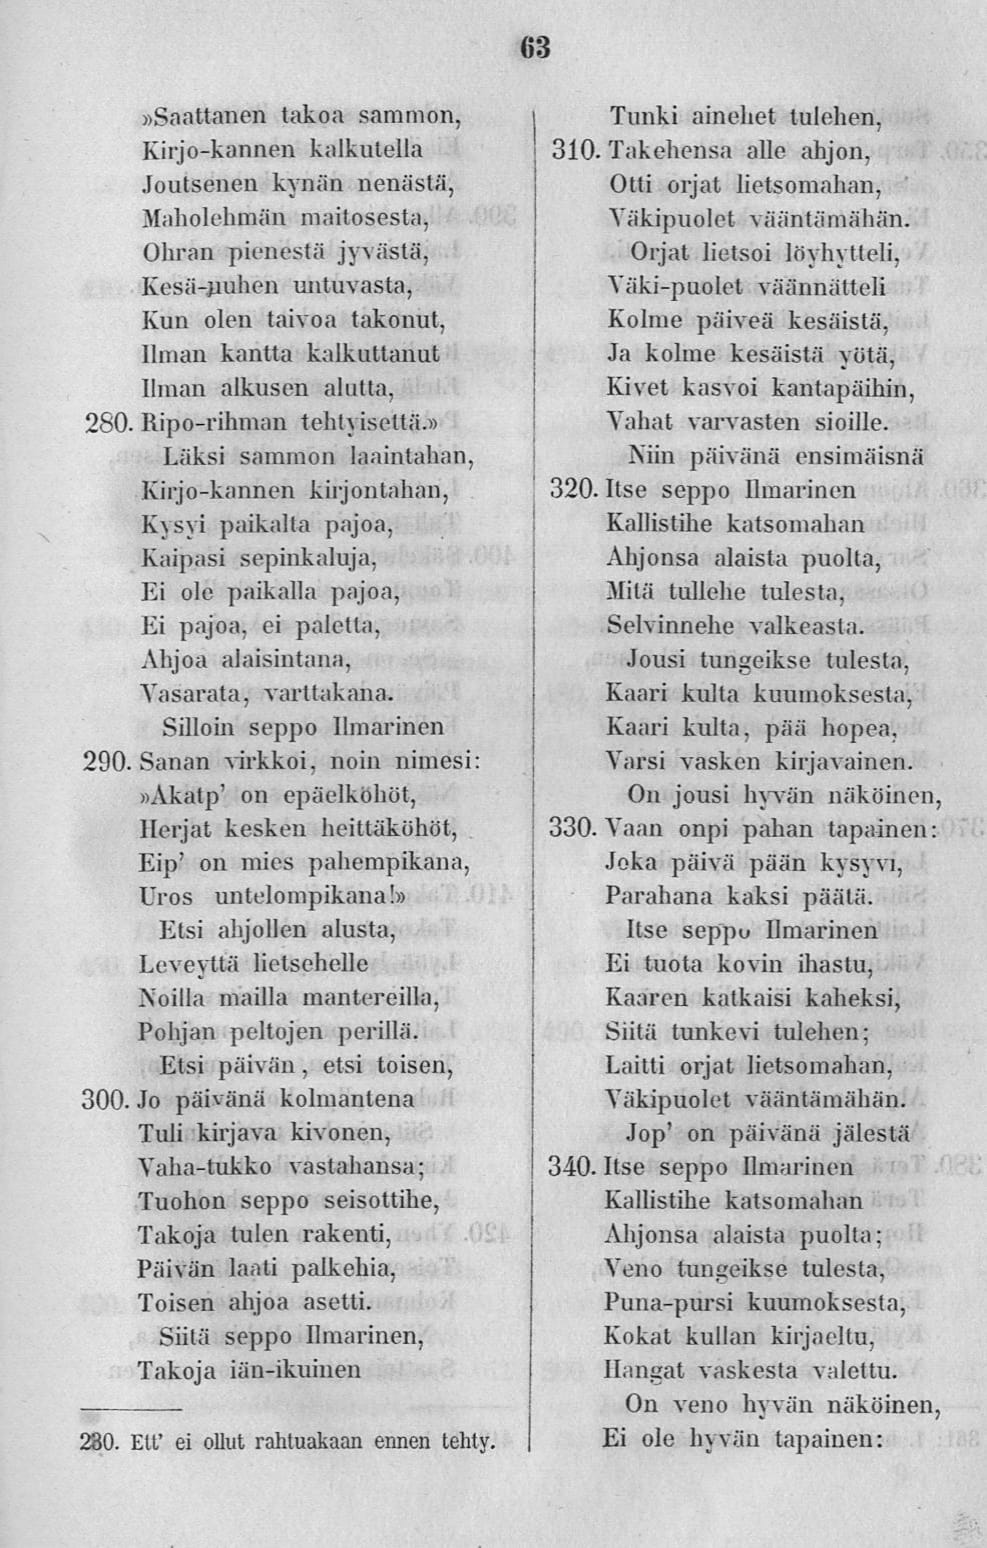 63
»Saattanen takoa sammon,
Kirjo-kannen kalkutella
Joutsenen kynän nenästä,
Maholehmän maitosesta,
Ohran pienestä jyvästä,
Kesä-uuhen untuvasta,
Kun olen taivoa takonut,
Ilman kantta kalkuttanut
Ilman alkusen alutta,
280. Ripo-rihman tehtyisettä.»
Läksi sammon laaintahan,
Kirjo-kannen kirjontahan,
Kysyi paikalta pajoa,
Kaipasi sepinkaluja,
Ei ole paikalla pajoa,
Ei pajoa, ei paletta,
Ahjoa alaisintana,
Vasarata, varttakana.
Silloin seppo Ilmarinen
290. Sanan virkkoi, noin nimesi:
»Akatp' on epäelköhöt,
Herjat kesken heittäköhöt,
Eip' on mies pahempikana,
Uros untelompikana!»
Etsi ahjollen alusta,
Leveyttä lietsehelle
Noilla mailla mantereilla,
Pohjan peltojen perillä.
Etsi päivän, etsi toisen,
300. Jo päivänä kolmantena
Tuli kirjava kivonen,
Vaha-tukko vastahansa;
Tuohon seppo seisottihe,
Takoja tulen rakenti,
Päivän laati palkehia,
Toisen ahjoa asetti.
Siitä seppo Ilmarinen,
Takoja iän-ikuinen
280. Ett' ei ollut rahtuakaan ennen tehty.
Tunki ainehet tulehen,
310. Takehensa alle ahjon,
Otti orjat lietsomahan,
Väkipuolet vääntämähän.
Orjat lietsoi löyhytteli,
Väki-puolet väännätteli
Kolme päiveä kesäistä,
Ja kolme kesäistä yötä,
Kivet kasvoi kantapäihin,
Vahat varvasten sioille.
Niin päivänä ensimäisnä
320. Itse seppo Ilmarinen
Kallistihe katsomahan
Ahjonsa alaista puolta,
Mitä tullehe tulesta,
Selvinnehe valkeasta.
Jousi tungeikse tulesta,
Kaari kulta kuumoksesta,
Kaari kulta, pää hopea,
Varsi vasken kirjavainen.
On jousi hyvän näköinen,
330. Vaan onpi pahan tapainen:
Joka päivä pään kysyvi,
Parahana kaksi päätä.
Itse seppo Ilmarinen
Ei tuota kovin ihastu,
Kaaren katkaisi kaheksi,
Siitä tunkevi tulehen;
Laitti orjat lietsomahan,
Väkipuolet vääntämähän.
Jop' on päivänä jälestä
340. Itse seppo Ilmarinen
Kallistihe katsomahan
Ahjonsa alaista puolta;
Veno tungeikse tulesta,
Puna-pursi kuumoksesta,
Kokat kullan kirjaeltu,
Hangat vaskesta valettu.
On veno hyvän näköinen,
Ei ole hyvän tapainen: